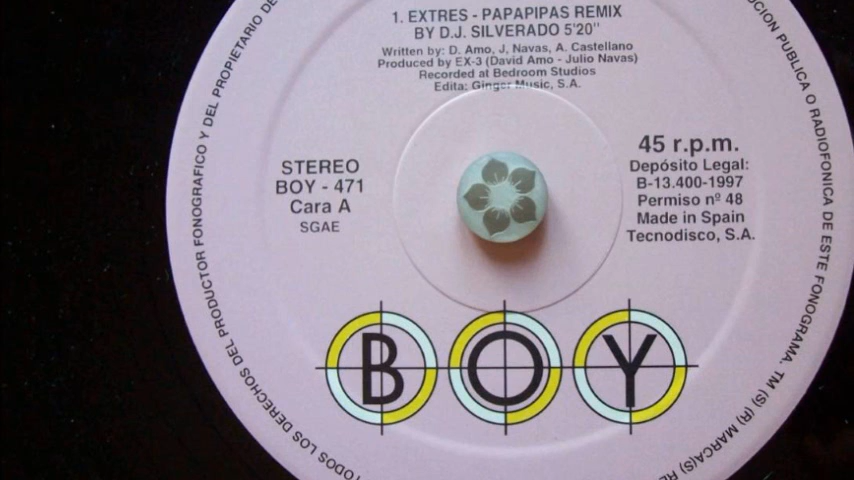 1. EXTRES - PAPAPIPAS REMIX
BY D.J. SILVERADO 5'20"
Written by: D. Amo, J, Navas, A. Castellano
Produced by EX-3 (David Amo - Julio Navas)
Recorded at Bedroom Studios
Edita: Ginger Music, S.A.
STEREO
BOY - 471
Cara A
SGAE
45 r.p.m.
Depósito Legal:
B-13.400-1997
Permiso nº 48
Made in Spain
Tecnodisco, S.A.
BOY
TODOS LOS DERECHOS DEL PRODUCTOR FONOGRAFICO Y DEL PROPIETARIO DE
PUBLICA O RADIOFONICA DE ESTE FONOGRAMA. TM (S) (R) MARCA(S)